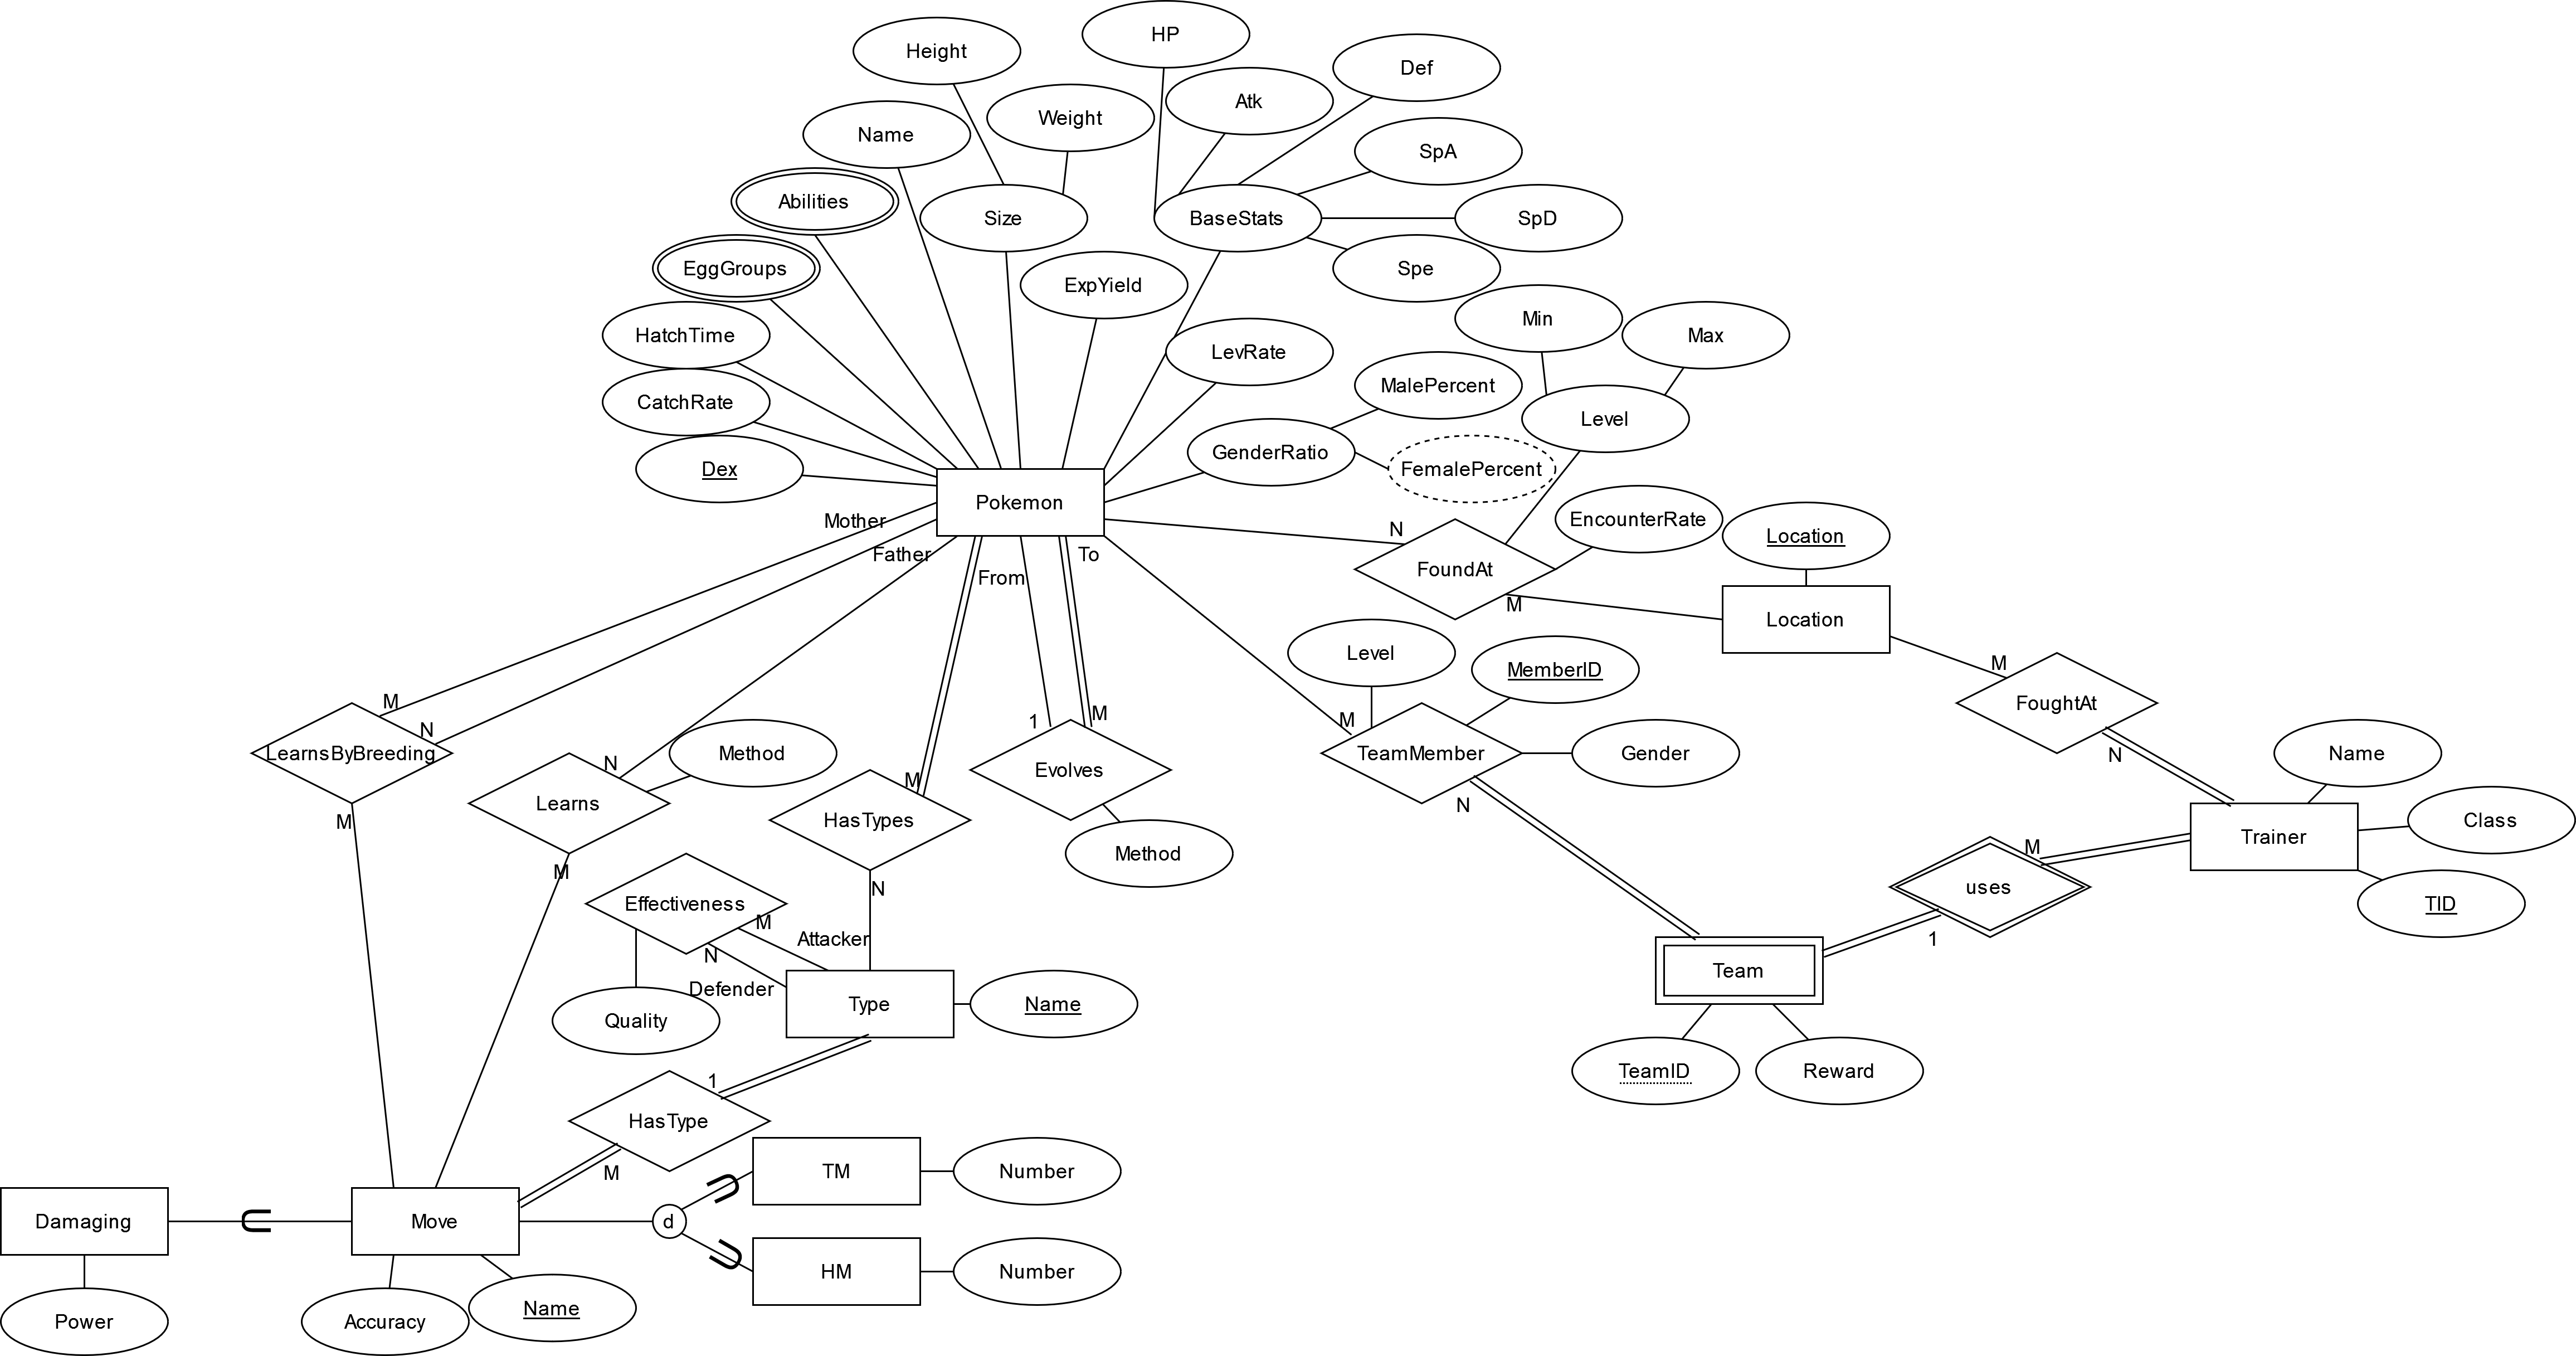 HP
Height
Def
Atk
Weight
Name
SpA
Abilities
Size
BaseStats
SpD
EggGroups
Spe
ExpYield
Min
HatchTime
Max
LevRate
MalePercent
CatchRate
Level
GenderRatio
Dex
FemalePercent
Pokemon
Mother
N
EncounterRate
Location
Father
To
FoundAt
From
M
Location
Level
M
MemberID
M
N
1
M
M
FoughtAt
LearnsByBreeding
Method
TeamMember
Gender
N
Name
N
Evolves
M
Learns
N
M
HasTypes
Class
Trainer
M
Method
M
N
uses
Effectiveness
M
TID
Attacker
1
N
Team
Defender
Type
Name
Quality
TeamID
Reward
1
HasType
M
TM
Number
Damaging
Move
d
HM
Number
Power
Accuracy
Name